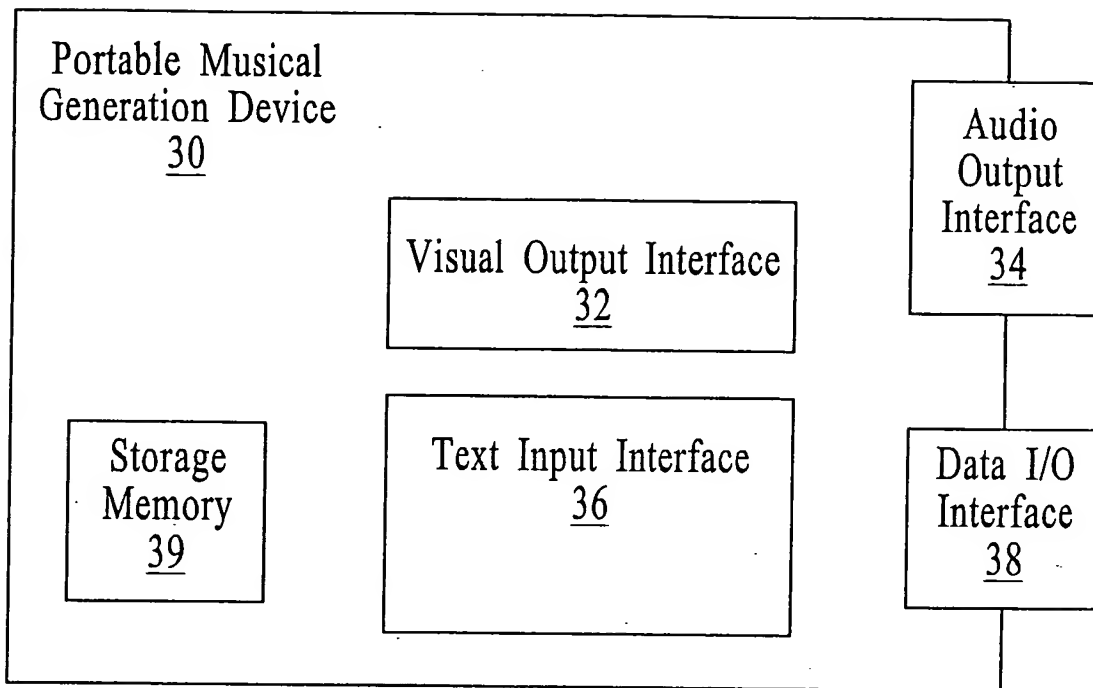 Portable Musical
Generation Device
30
Audio
Output
Interface
34
Visual Output Interface
32
Storage
Memory
39
Text Input Interface
36
Data I/O
Interface
38